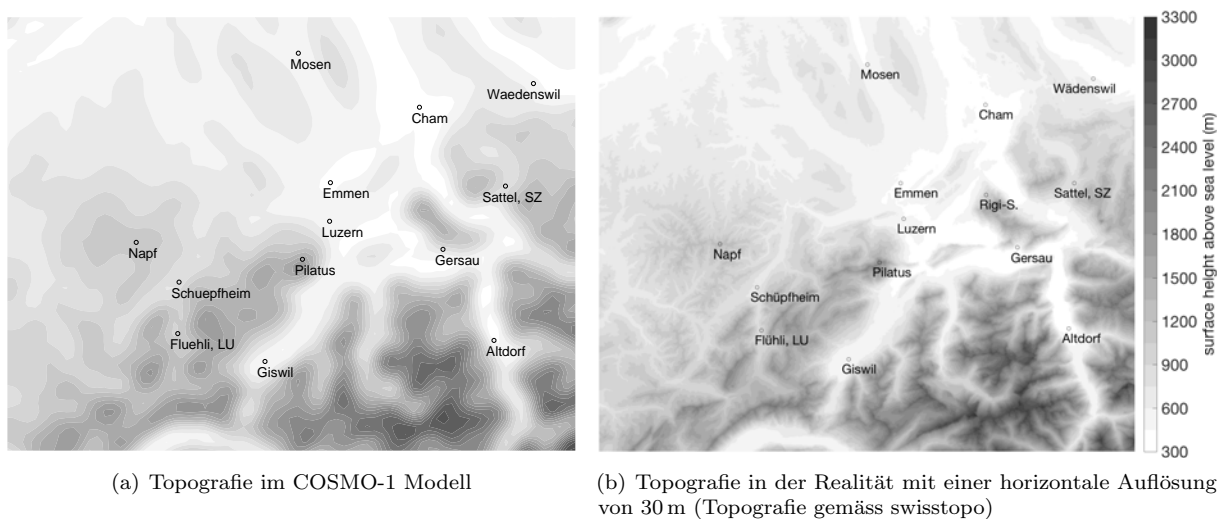 Mosen
Waedenswil
Cham
Emmen
Sattel, SZ
Luzern
Napf
Gersau
Pilatus
Schuepfheim
Fluehli, LU
Altdorf
Giswil
(a) Topografie im COSMO-1 Modell
Mosen
Wädenswil
Cham
Emmen
Rigi-S.
Sattel, SZ
Luzern
Napf
Gersau
Pilatus
Schüpfheim
Flühli, LU
Altdorf
Giswil
3300
3000
2700
2400
2100
1800
1500
1200
900
600
300
surface height above sea level (m)
(b) Topografie in der Realität mit einer horizontale Auflösung
von 30 m (Topografie gemäss swisstopo)